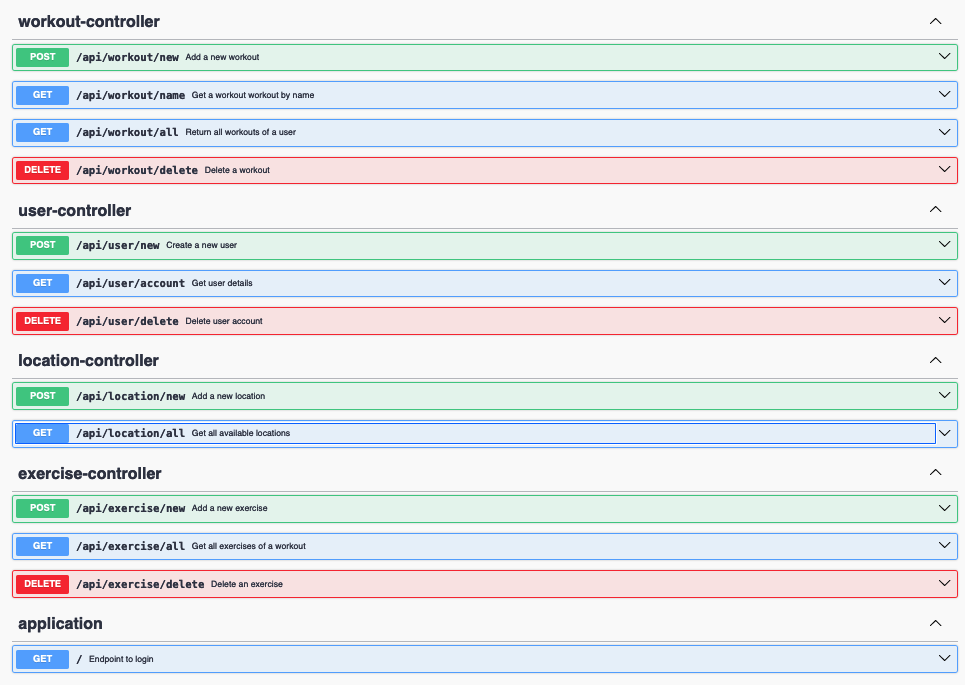 workout-controller
POST /api/workout/new Add a new workout
GET /api/workout/name Get a workout workout by name
GET /api/workout/all Return all workouts of a user
DELETE /api/workout/delete Delete a workout
user-controller
POST /api/user/new Create a new user
GET /api/user/account Get user details
DELETE /api/user/delete Delete user account
location-controller
POST /api/location/new Add a new location
GET /api/location/all Get all available locations
exercise-controller
POST /api/exercise/new Add a new exercise
GET /api/exercise/all Get all exercises of a workout
DELETE /api/exercise/delete Delete an exercise
application
GET / Endpoint to login